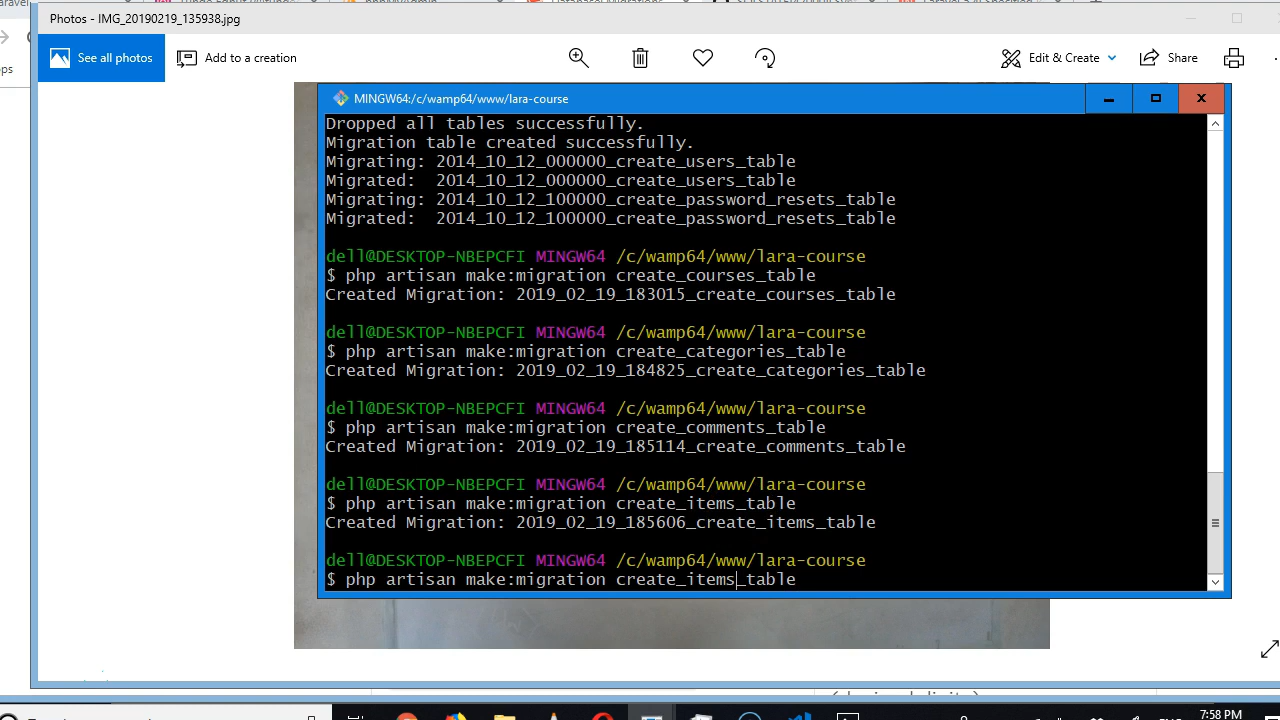 Photos - IMG_20190219_135938.jpg
See all photos
Add to a creation
Edit & Create
Share
MINGW64:/c/wamp64/www/lara-course
Dropped all tables successfully.
Migration table created successfully.
Migrating: 2014_10_12_000000_create_users_table
Migrated:  2014_10_12_000000_create_users_table
Migrating: 2014_10_12_100000_create_password_resets_table
Migrated:  2014_10_12_100000_create_password_resets_table
dell@DESKTOP-NBEPCFI MINGW64 /c/wamp64/www/lara-course
$ php artisan make:migration create_courses_table
Created Migration: 2019_02_19_183015_create_courses_table
dell@DESKTOP-NBEPCFI MINGW64 /c/wamp64/www/lara-course
$ php artisan make:migration create_categories_table
Created Migration: 2019_02_19_184825_create_categories_table
dell@DESKTOP-NBEPCFI MINGW64 /c/wamp64/www/lara-course
$ php artisan make:migration create_comments_table
Created Migration: 2019_02_19_185114_create_comments_table
dell@DESKTOP-NBEPCFI MINGW64 /c/wamp64/www/lara-course
$ php artisan make:migration create_items_table
Created Migration: 2019_02_19_185606_create_items_table
dell@DESKTOP-NBEPCFI MINGW64 /c/wamp64/www/lara-course
$ php artisan make:migration create_items_table
7:58 PM